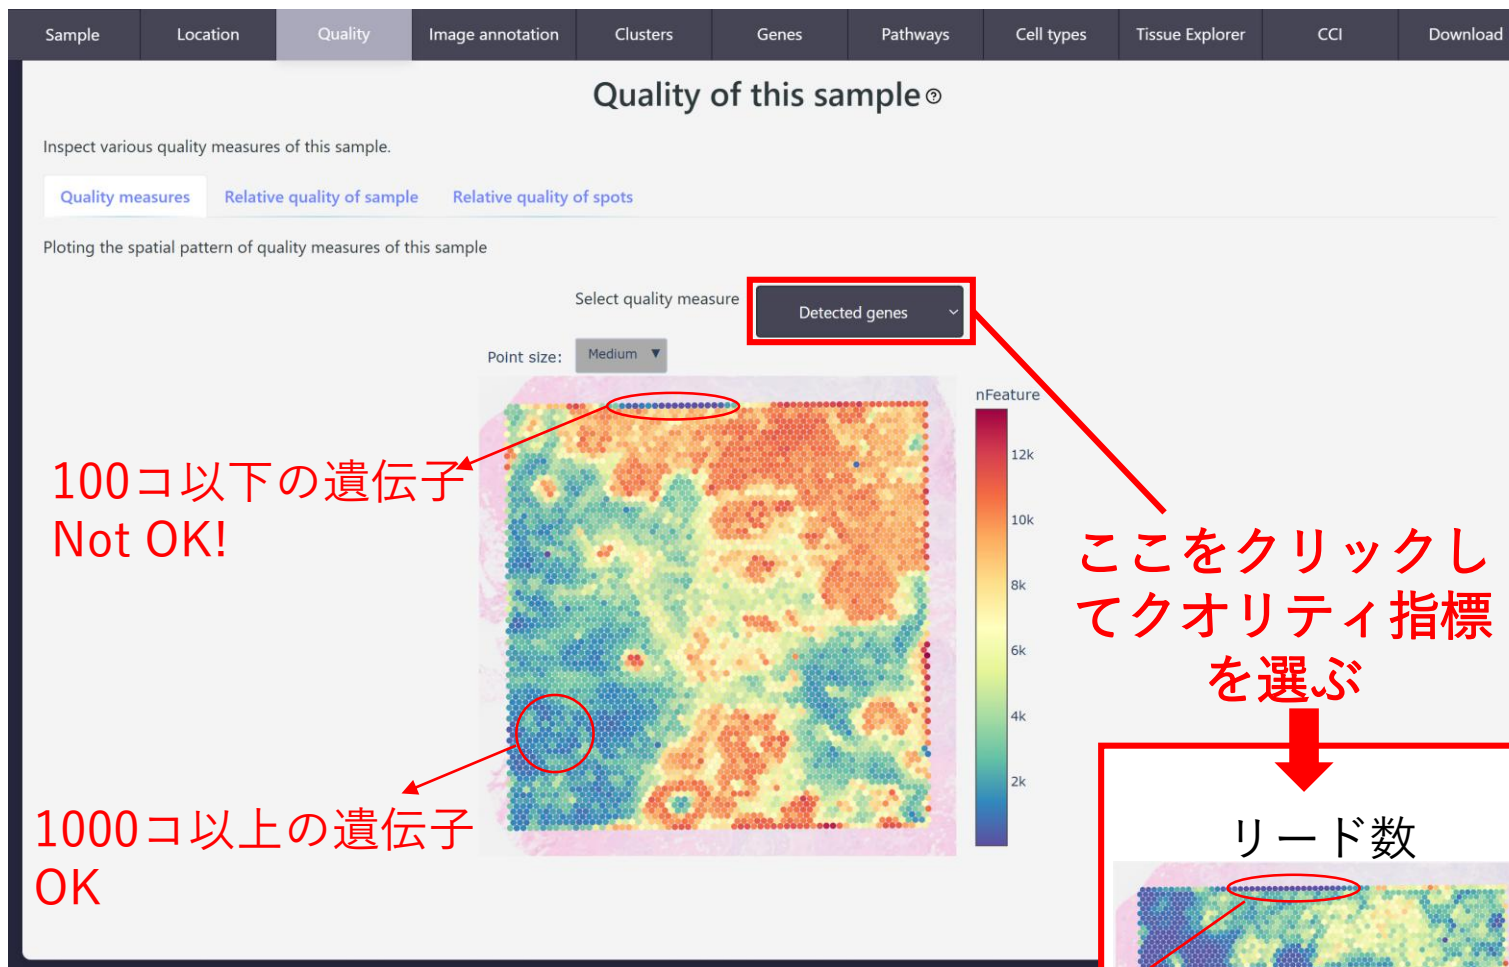 Sample Location Quality Image annotation Clusters Genes Pathways Cell types Tissue Explorer CCI Download
Quality of this sample
Inspect various quality measures of this sample.
Quality measures Relative quality of sample Relative quality of spots
Ploting the spatial pattern of quality measures of this sample
Select quality measure Detected genes
Point size: Medium ▼
nFeature
12k
10k
8k
6k
4k
2k
100コ以下の遺伝子
Not OK!
1000コ以上の遺伝子
OK
ここをクリックし
てクオリティ指標
を選ぶ
リード数